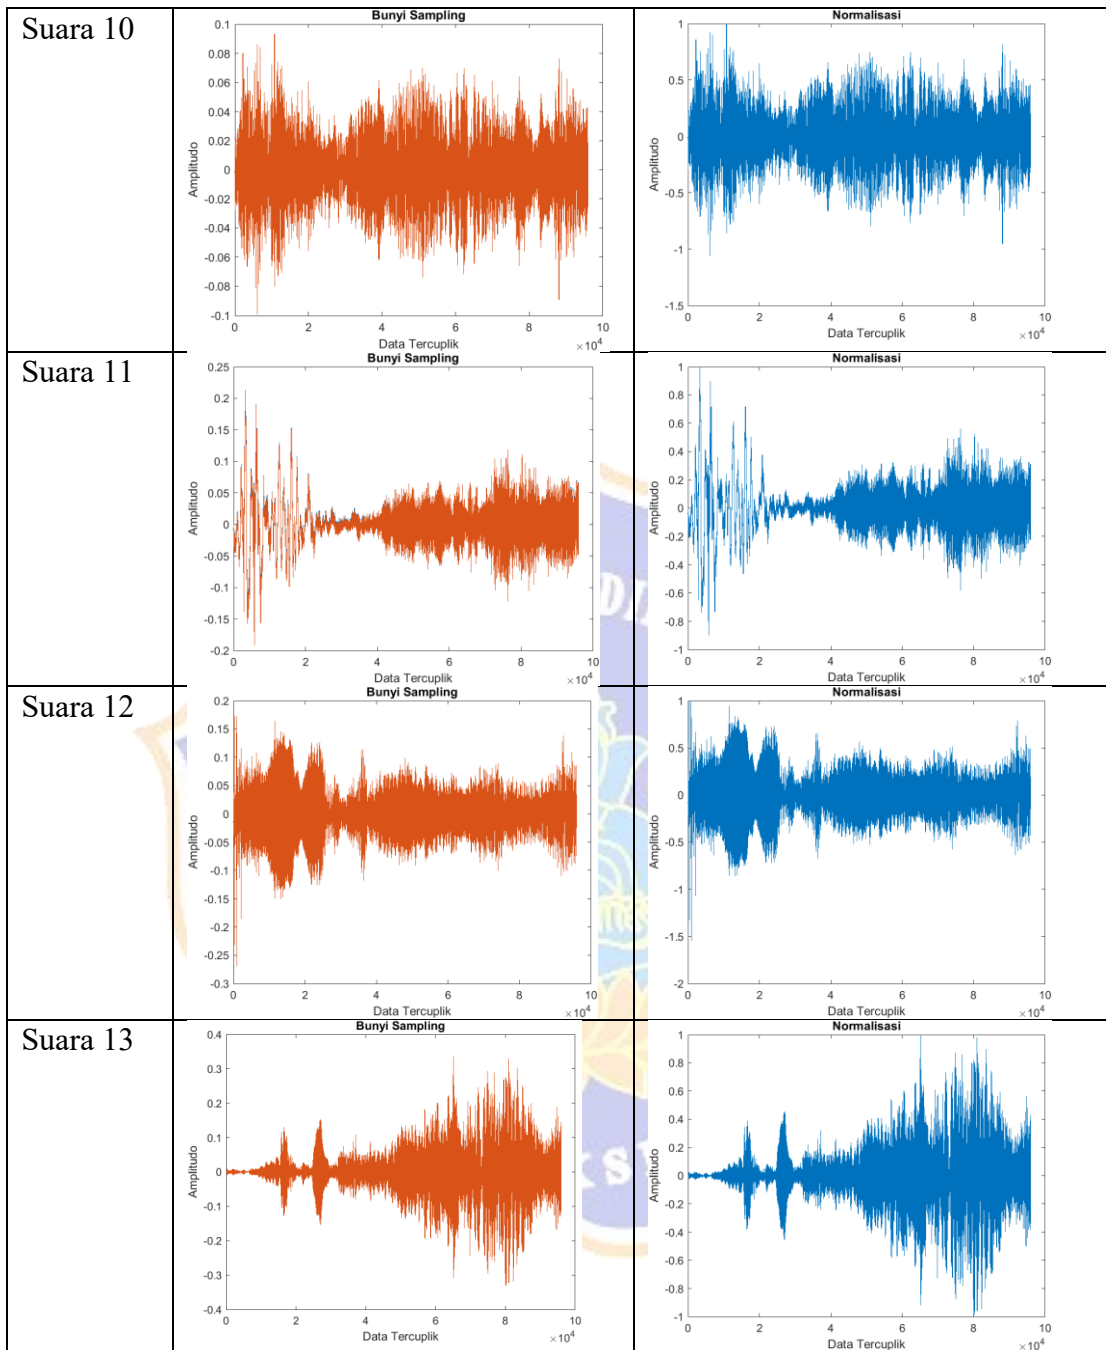 Suara 10
Bunyi Sampling
0.1
0.08
0.06
0.04
0.02
0
-0.02
-0.04
-0.06
-0.08
-0.1
Amplitudo
0 2 4 6 8 10
Data Tercuplik
×10^4
Normalisasi
1
0.5
0
-0.5
-1
-1.5
Amplitudo
0 2 4 6 8 10
Data Tercuplik
×10^4
Suara 11
Bunyi Sampling
0.25
0.2
0.15
0.1
0.05
0
-0.05
-0.1
-0.15
-0.2
Amplitudo
0 2 4 6 8 10
Data Tercuplik
×10^4
Normalisasi
1
0.8
0.6
0.4
0.2
0
-0.2
-0.4
-0.6
-0.8
-1
Amplitudo
0 2 4 6 8 10
Data Tercuplik
×10^4
Suara 12
Bunyi Sampling
0.2
0.15
0.1
0.05
0
-0.05
-0.1
-0.15
-0.2
-0.25
-0.3
Amplitudo
0 2 4 6 8 10
Data Tercuplik
×10^4
Normalisasi
1
0.5
0
-0.5
-1
-1.5
-2
Amplitudo
0 2 4 6 8 10
Data Tercuplik
×10^4
Suara 13
Bunyi Sampling
0.4
0.3
0.2
0.1
0
-0.1
-0.2
-0.3
-0.4
Amplitudo
0 2 4 6 8 10
Data Tercuplik
×10^4
Normalisasi
1
0.8
0.6
0.4
0.2
0
-0.2
-0.4
-0.6
-0.8
-1
Amplitudo
0 2 4 6 8 10
Data Tercuplik
×10^4